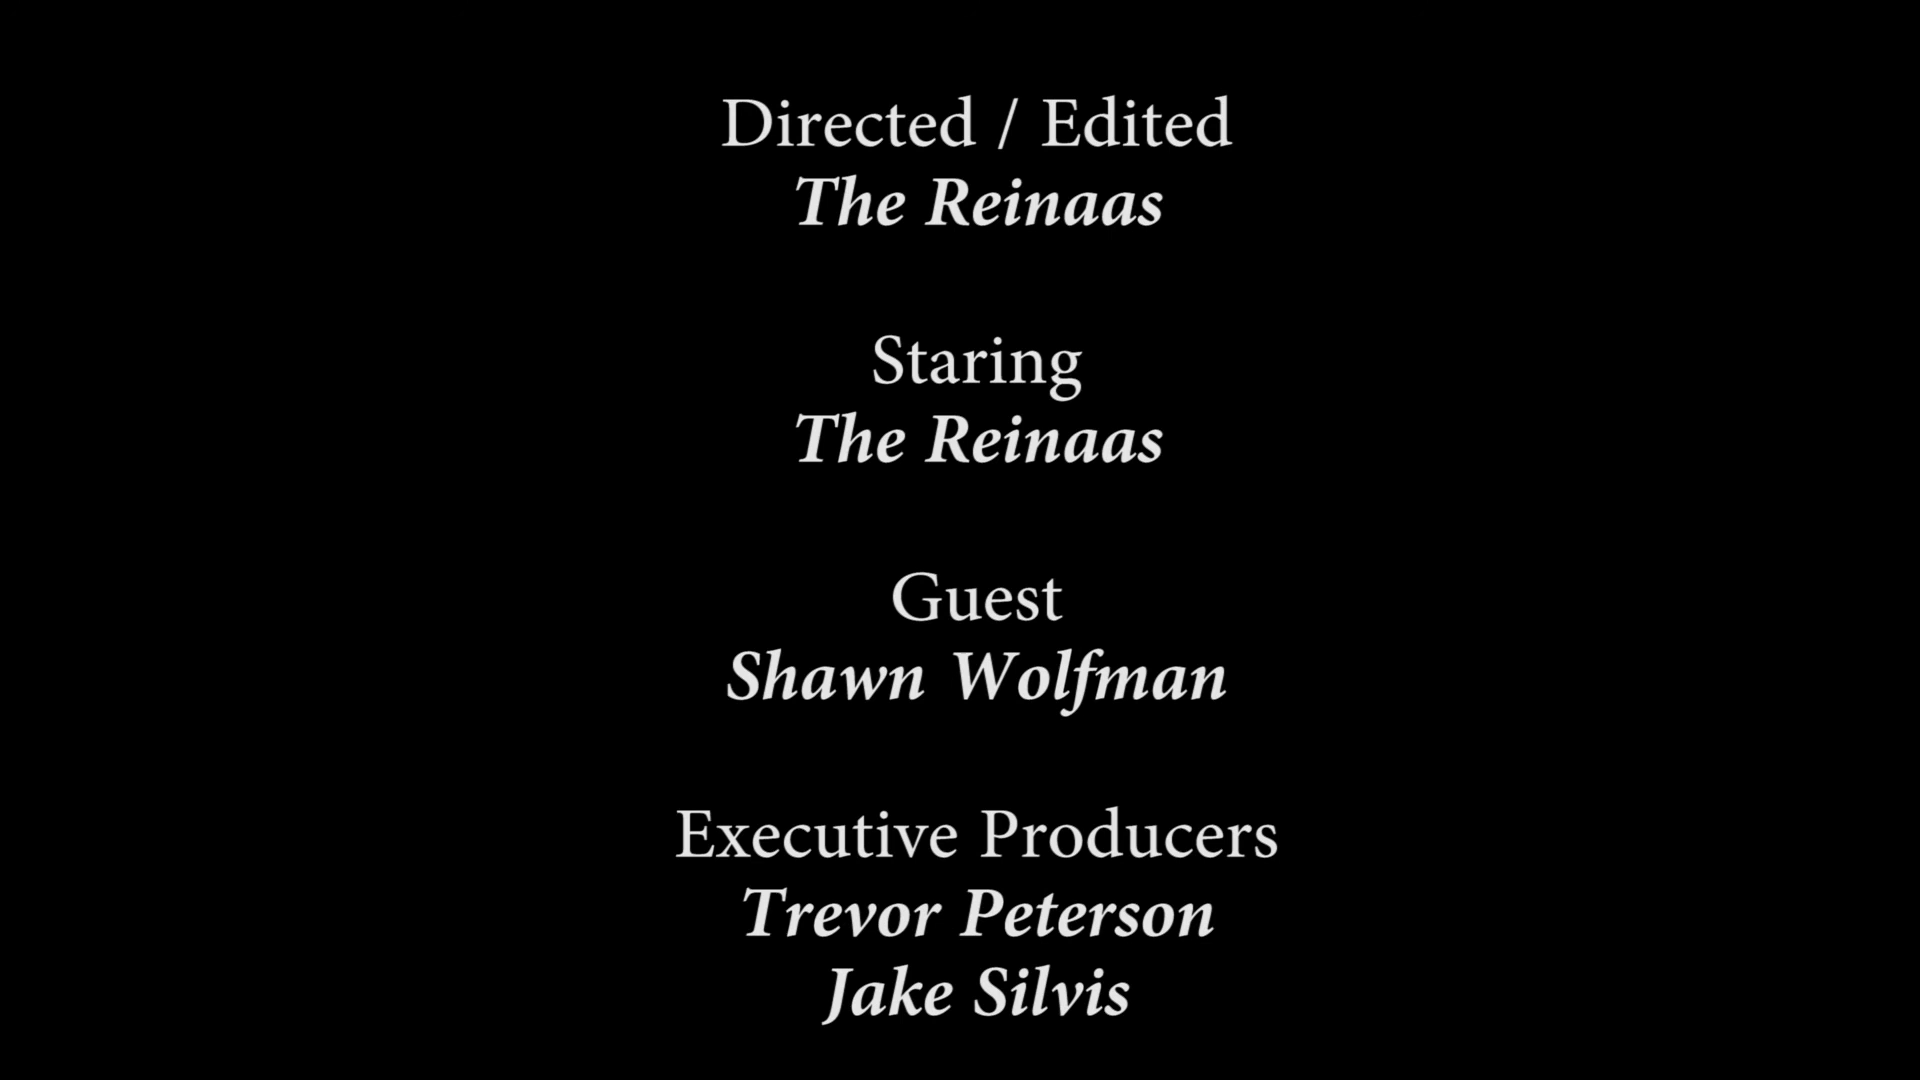 Directed / Edited
The Reinaas
Staring
The Reinaas
Guest
Shawn Wolfman
Executive Producers
Trevor Peterson
Jake Silvis